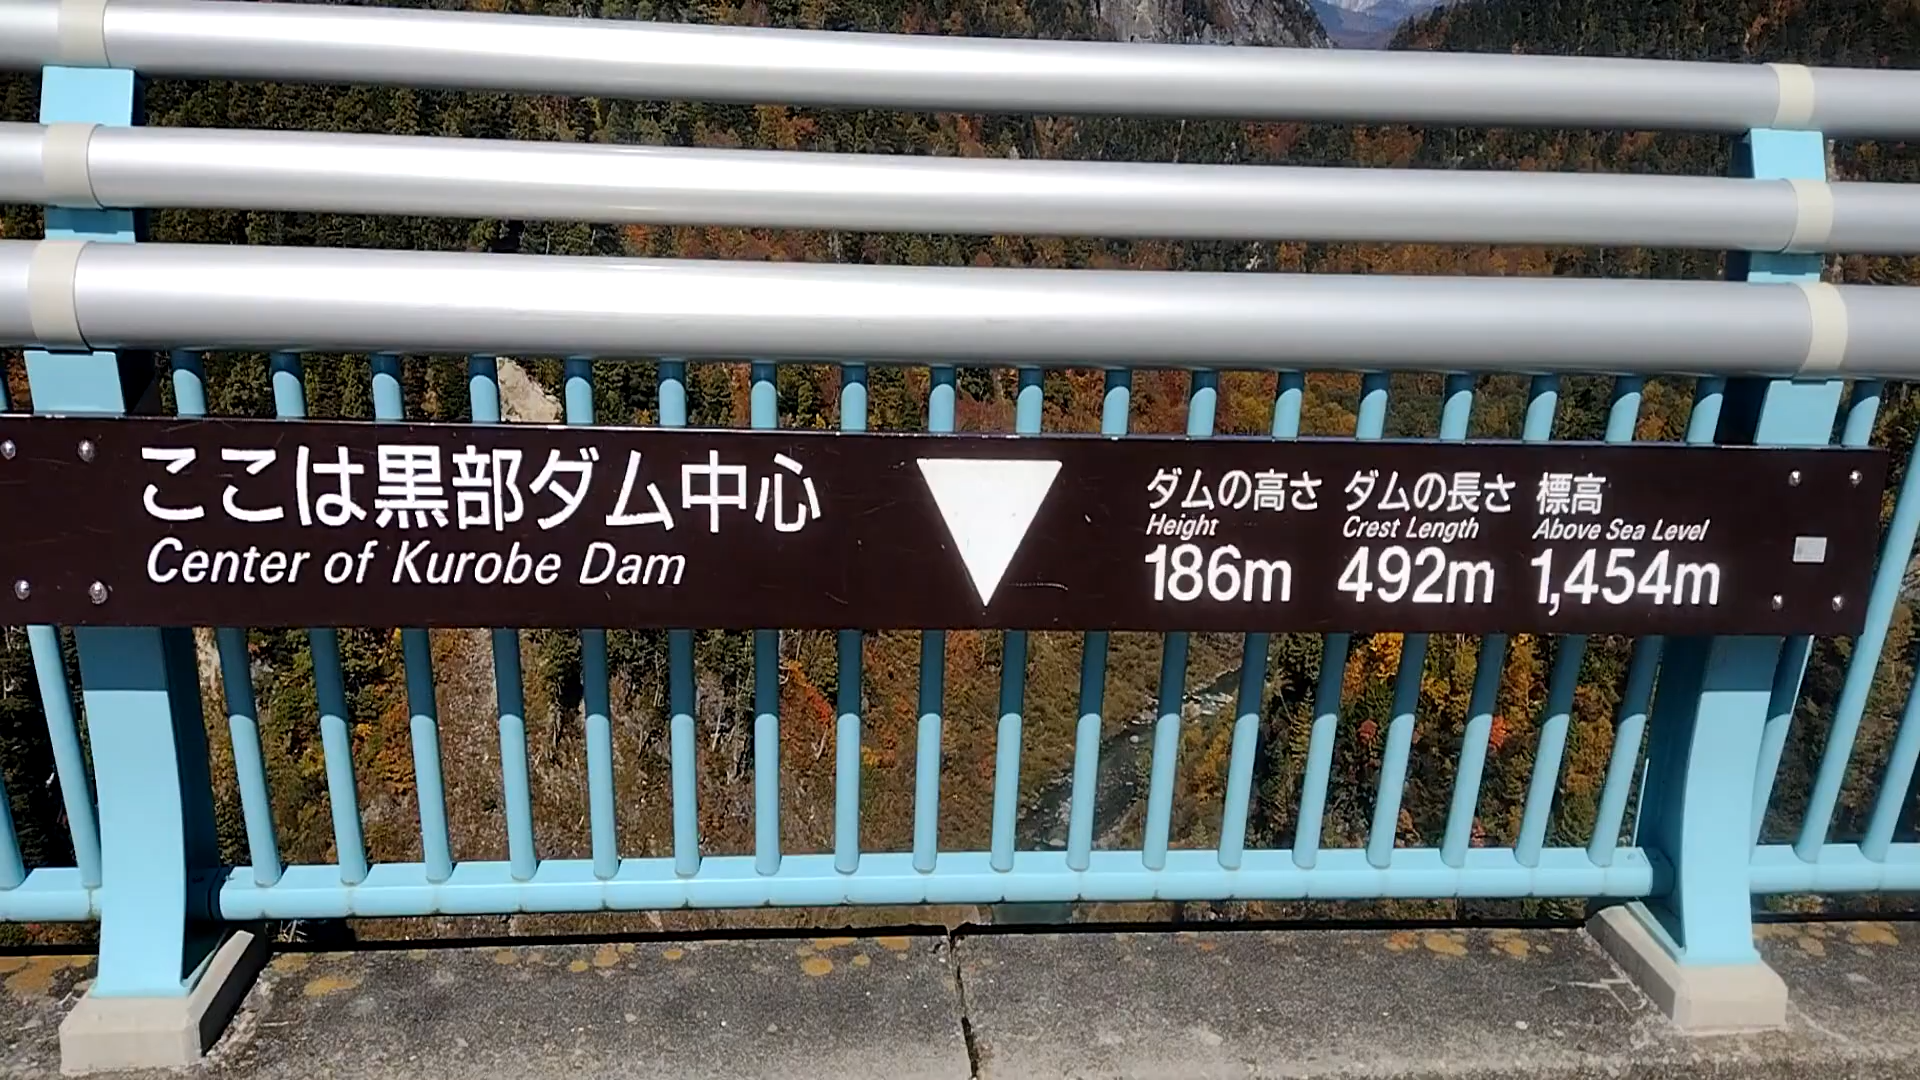 ここは黒部ダム中心
Center of Kurobe Dam
ダムの高さ ダムの長さ 標高
Height Crest Length Above Sea Level
186m 492m 1,454m